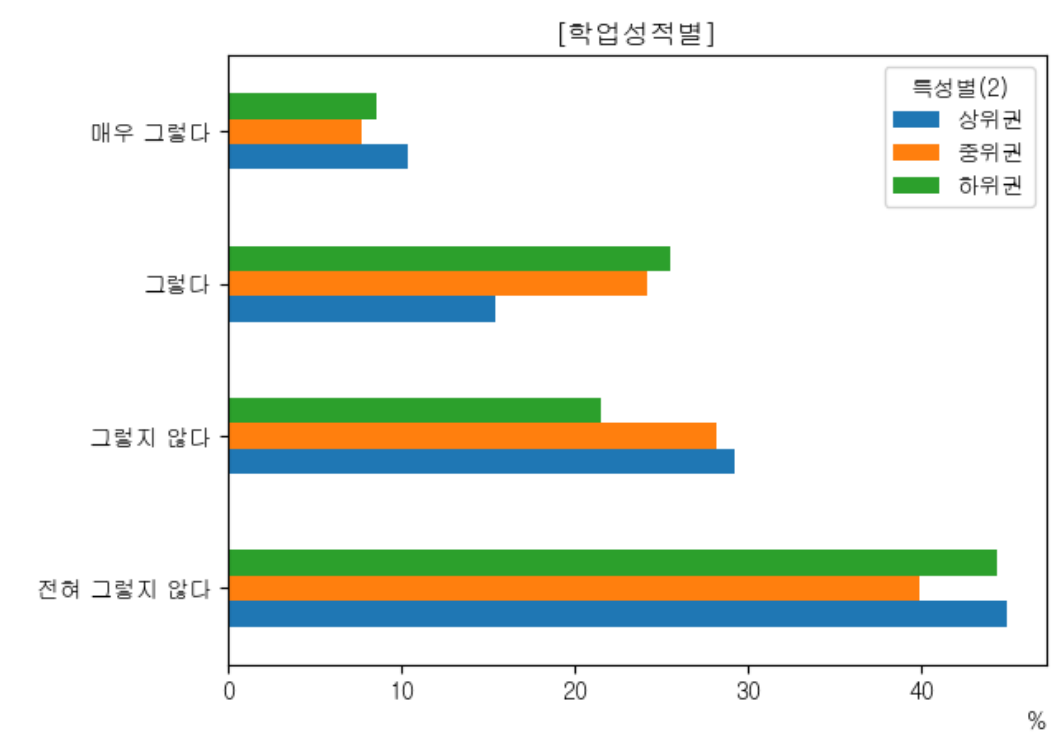 [학업성적별]
특성별(2)
상위권
중위권
하위권
매우 그렇다
그렇다
그렇지 않다
전혀 그렇지 않다
0 10 20 30 40
%